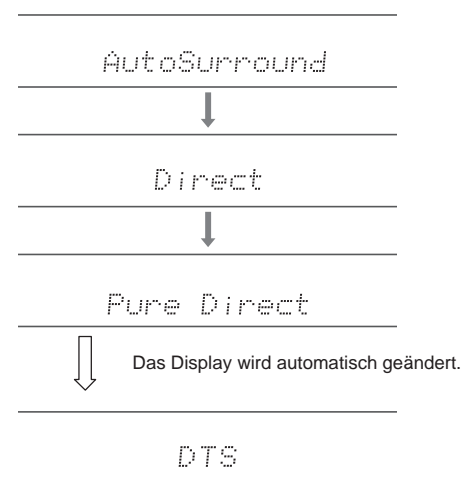 AutoSurround
Direct
Pure Direct
Das Display wird automatisch geändert.
DTS